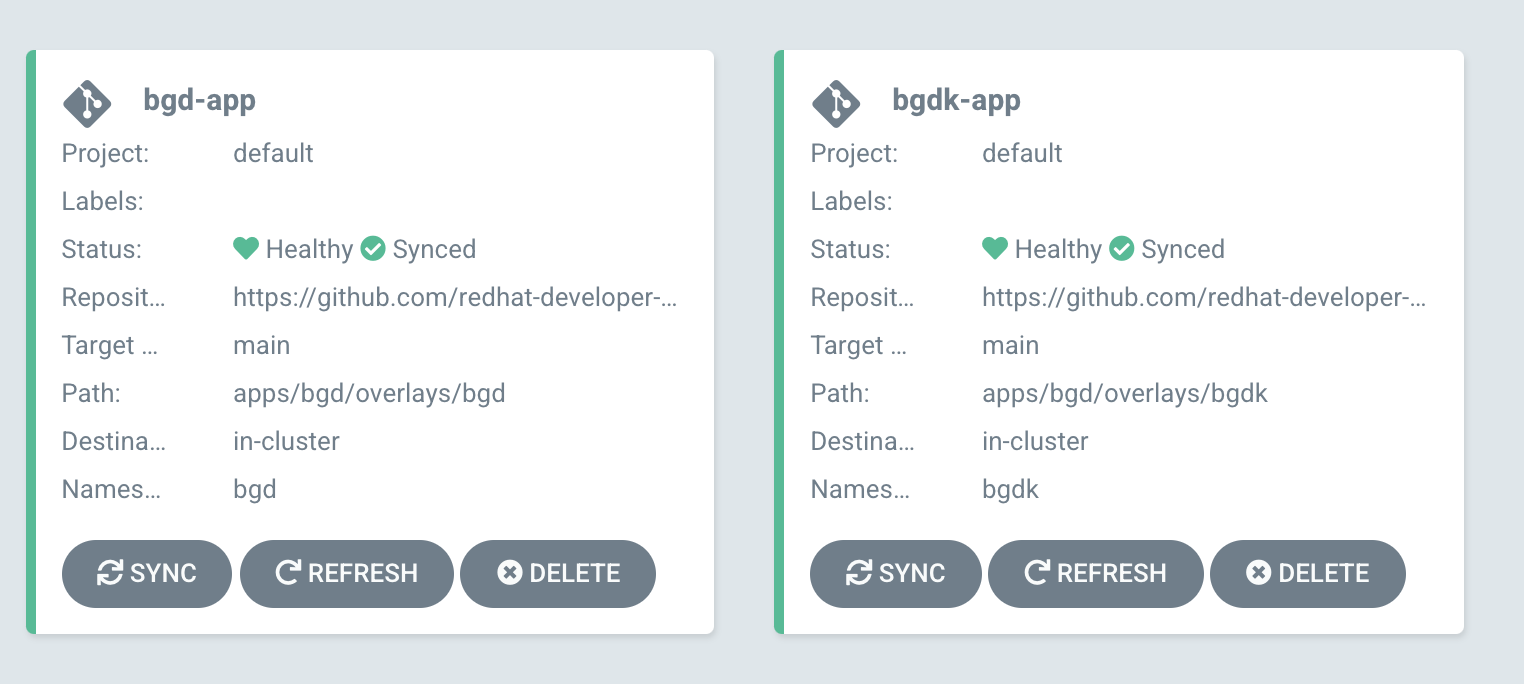 bgd-app
Project: default
Labels:
Status: Healthy Synced
Reposit... https://github.com/redhat-developer-...
Target ... main
Path: apps/bgd/overlays/bgd
Destina... in-cluster
Names... bgd
SYNC REFRESH DELETE
bgdk-app
Project: default
Labels:
Status: Healthy Synced
Reposit... https://github.com/redhat-developer-...
Target ... main
Path: apps/bgd/overlays/bgdk
Destina... in-cluster
Names... bgdk
SYNC REFRESH DELETE